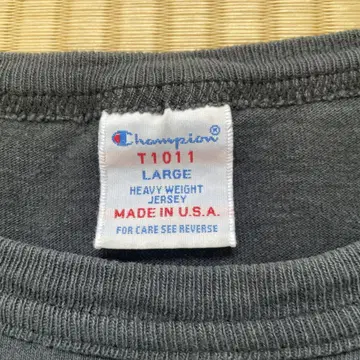 Champion®
T1011
LARGE
HEAVY WEIGHT
JERSEY
MADE IN U.S.A.
FOR CARE SEE REVERSE